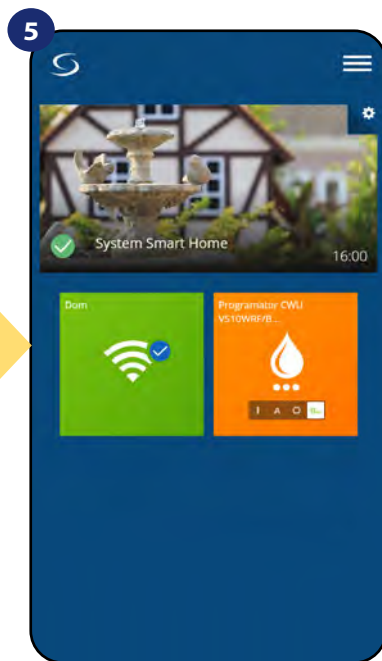 5
System Smart Home
16:00
Dom
Programator CWU
VS10WRF/B...
I A O